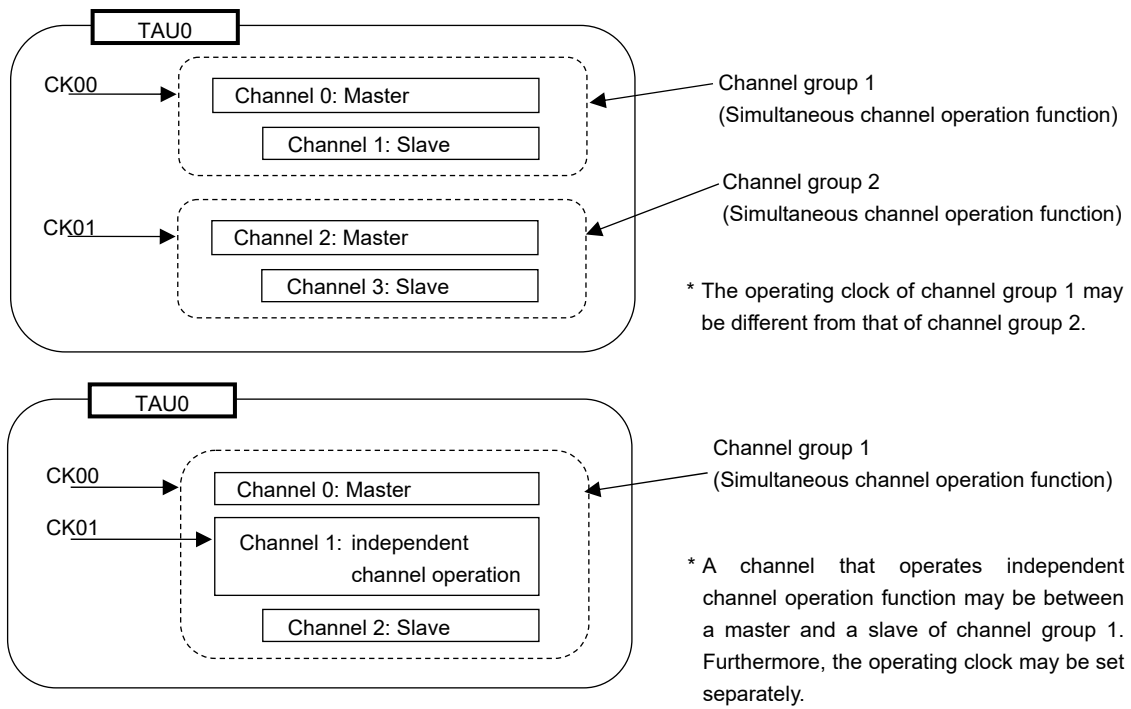 TAU0
CK00
Channel 0: Master
Channel 1: Slave
Channel group 1
(Simultaneous channel operation function)
CK01
Channel 2: Master
Channel 3: Slave
Channel group 2
(Simultaneous channel operation function)
* The operating clock of channel group 1 may
be different from that of channel group 2.
TAU0
CK00
Channel 0: Master
CK01
Channel 1: independent
channel operation
Channel 2: Slave
Channel group 1
(Simultaneous channel operation function)
* A channel that operates independent
channel operation function may be between
a master and a slave of channel group 1.
Furthermore, the operating clock may be set
separately.